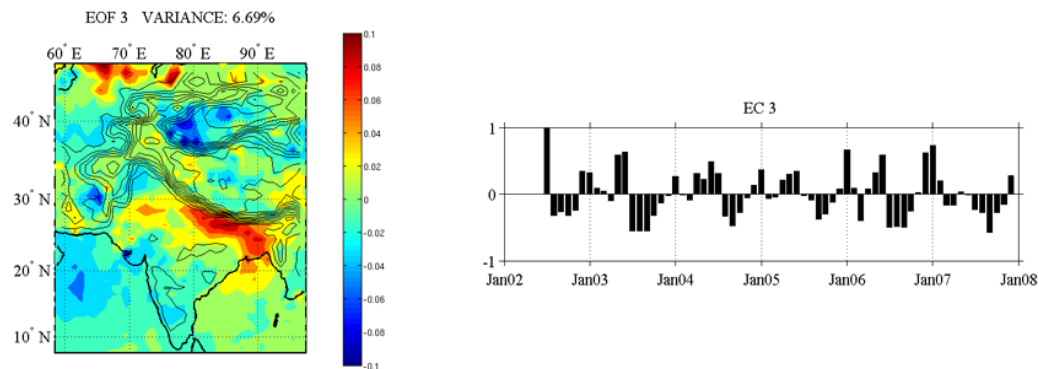 EOF 3 VARIANCE: 6.69%
60° E 70° E 80° E 90° E
40° N
30° N
20° N
10° N
0.1
0.08
0.06
0.04
0.02
0
-0.02
-0.04
-0.06
-0.08
-0.1
EC 3
1
0
-1
Jan02 Jan03 Jan04 Jan05 Jan06 Jan07 Jan08